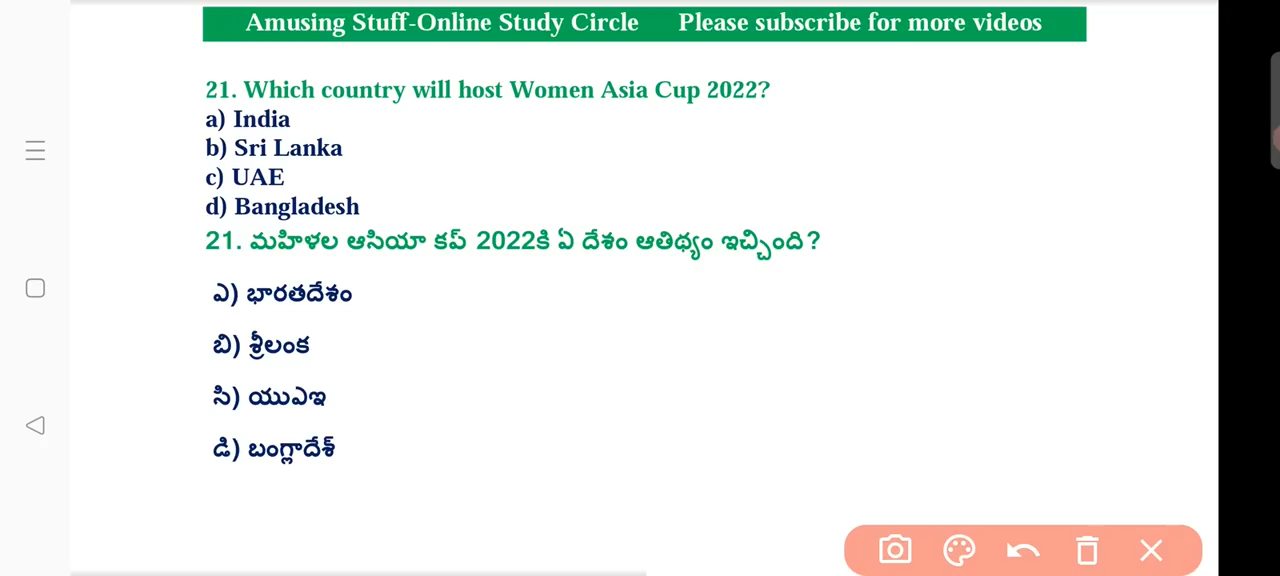 Amusing Stuff-Online Study Circle Please subscribe for more videos
21. Which country will host Women Asia Cup 2022?
a) India
b) Sri Lanka
c) UAE
d) Bangladesh
21. మహిళల ఆసియా కప్ 2022కి ఏ దేశం ఆతిథ్యం ఇచ్చింది?
ఎ) భారతదేశం
బి) శ్రీలంక
సి) యుఎఇ
డి) బంగ్లాదేశ్